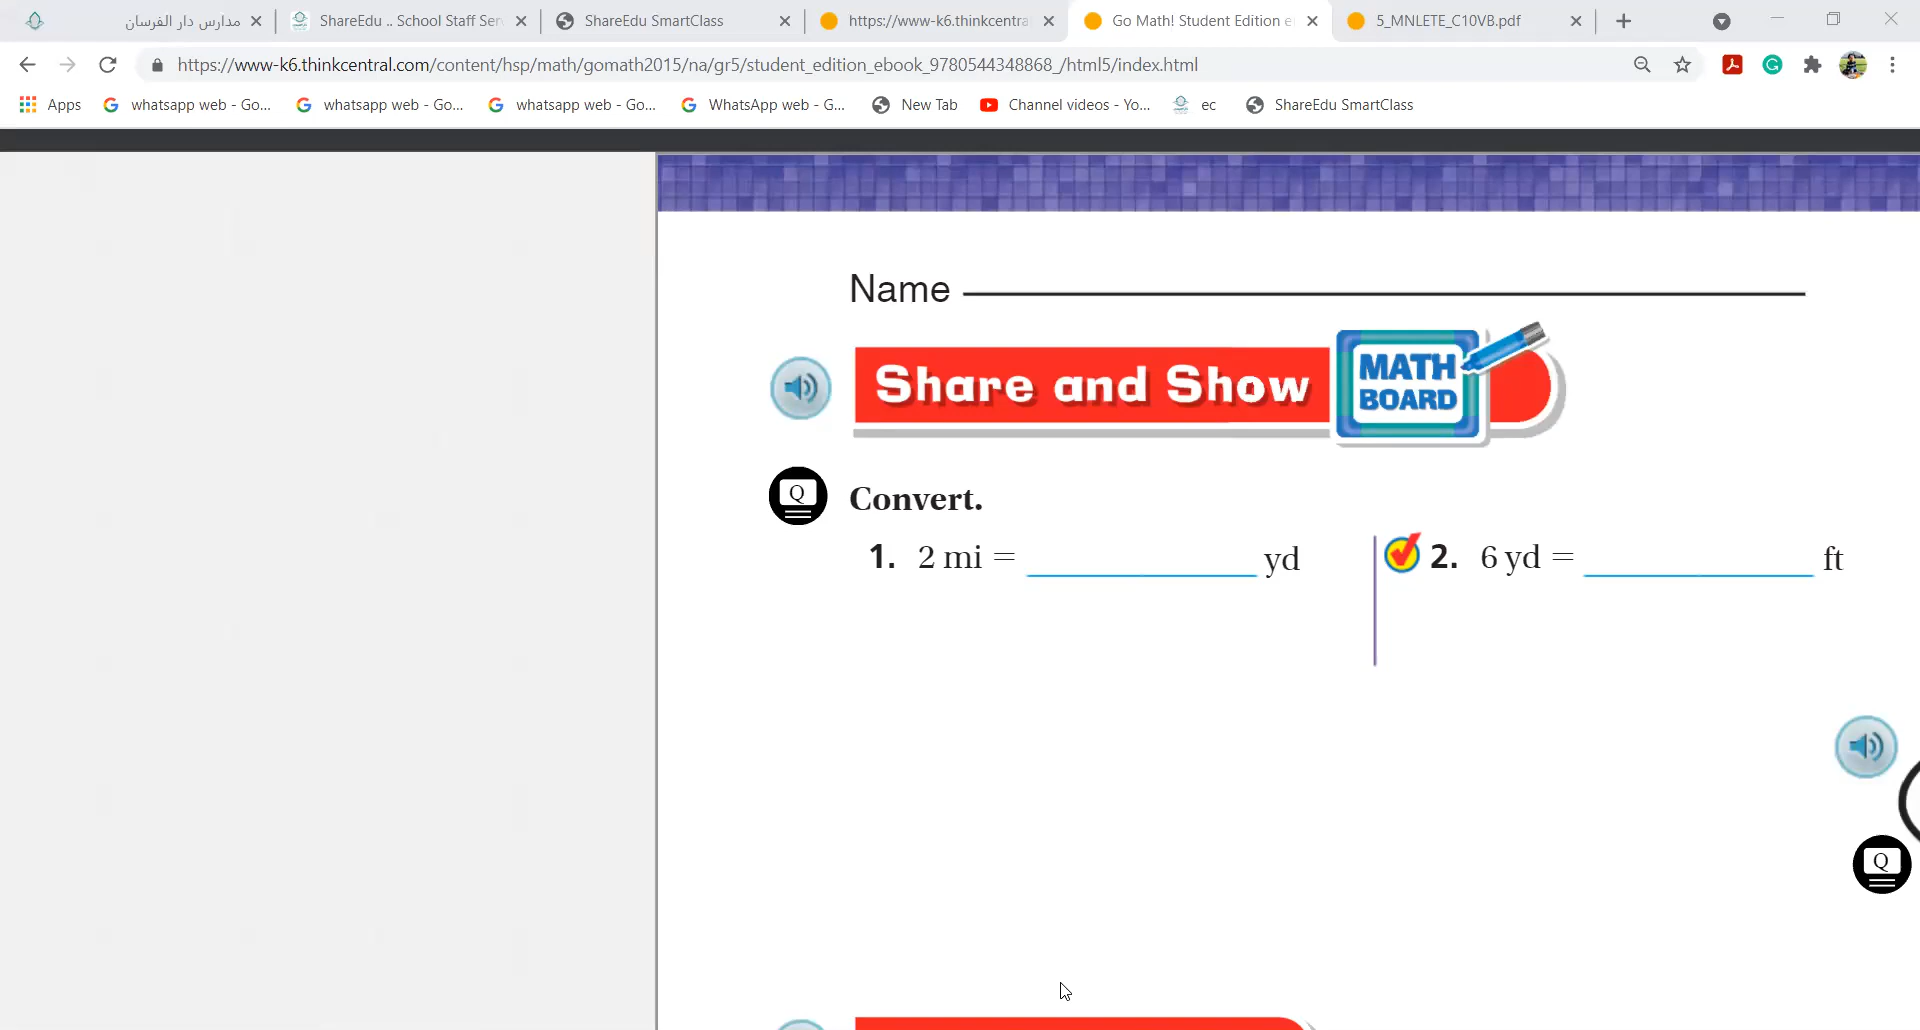 مدارس دار الفرسان
ShareEdu .. School Staff Ser
ShareEdu SmartClass
https://www-k6.thinkcentra
Go Math! Student Edition e
5_MNLETE_C10VB.pdf
https://www-k6.thinkcentral.com/content/hsp/math/gomath2015/na/gr5/student_edition_ebook_9780544348868_/html5/index.html
Apps
whatsapp web - Go...
whatsapp web - Go...
whatsapp web - Go...
WhatsApp web - G...
New Tab
Channel videos - Yo...
ec
ShareEdu SmartClass
Name
Share and Show
MATH
BOARD
Q
Convert.
1. 2 mi = yd
2. 6 yd = ft
Q